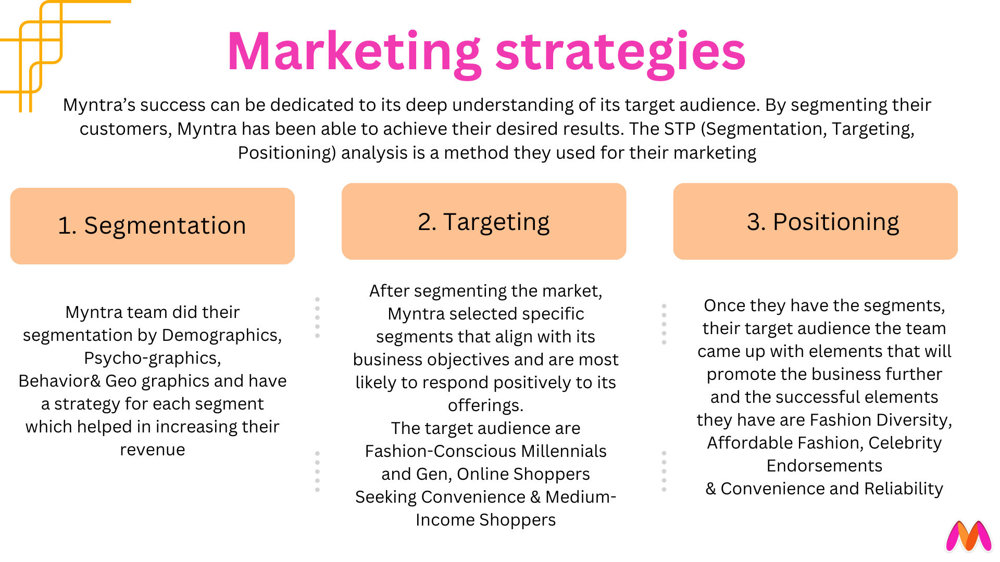 Marketing strategies
Myntra’s success can be dedicated to its deep understanding of its target audience. By segmenting their
customers, Myntra has been able to achieve their desired results. The STP (Segmentation, Targeting,
Positioning) analysis is a method they used for their marketing
1. Segmentation
Myntra team did their
segmentation by Demographics,
Psycho-graphics,
Behavior& Geo graphics and have
a strategy for each segment
which helped in increasing their
revenue
2. Targeting
After segmenting the market,
Myntra selected specific
segments that align with its
business objectives and are most
likely to respond positively to its
offerings.
The target audience are
Fashion-Conscious Millennials
and Gen, Online Shoppers
Seeking Convenience & Medium-
Income Shoppers
3. Positioning
Once they have the segments,
their target audience the team
came up with elements that will
promote the business further
and the successful elements
they have are Fashion Diversity,
Affordable Fashion, Celebrity
Endorsements
& Convenience and Reliability